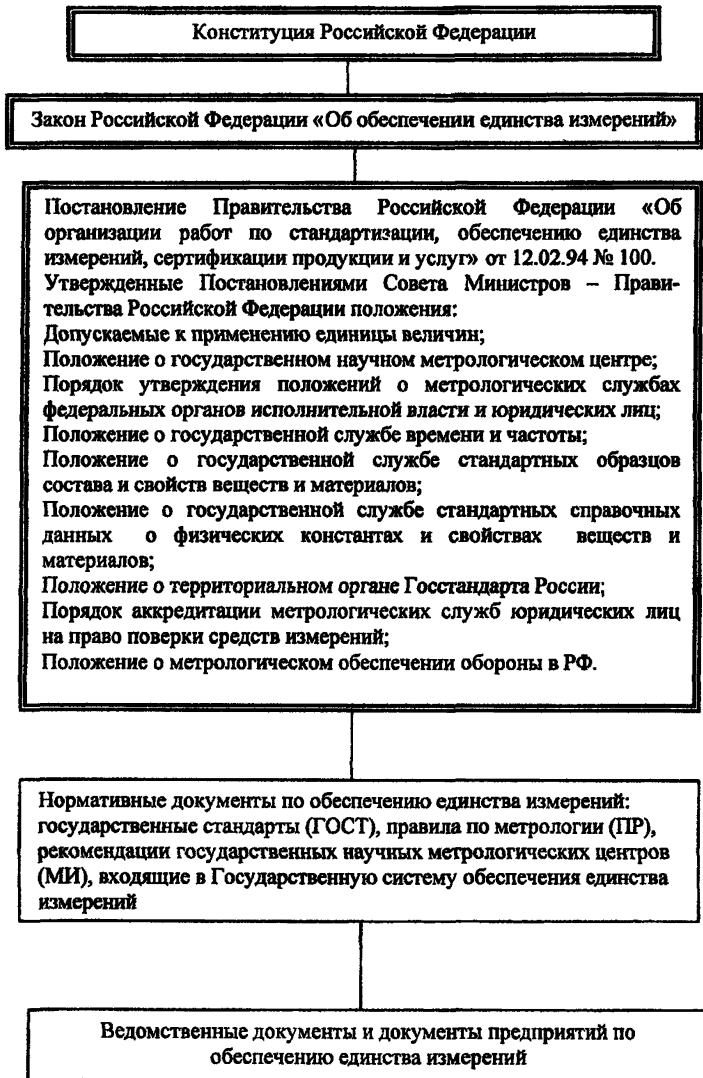 Конституция Российской Федерации
Закон Российской Федерации «Об обеспечении единства измерений»
Постановление Правительства Российской Федерации «Об
организации работ по стандартизации, обеспечению единства
измерений, сертификации продукции и услуг» от 12.02.94 № 100.
Утвержденные Постановлениями Совета Министров – Прави-
тельства Российской Федерации положения:
Допускаемые к применению единицы величин;
Положение о государственном научном метрологическом центре;
Порядок утверждения положений о метрологических службах
федеральных органов исполнительной власти и юридических лиц;
Положение о государственной службе времени и частоты;
Положение о государственной службе стандартных образцов
состава и свойств веществ и материалов;
Положение о государственной службе стандартных справочных
данных о физических константах и свойствах веществ и
материалов;
Положение о территориальном органе Госстандарта России;
Порядок аккредитации метрологических служб юридических лиц
на право поверки средств измерений;
Положение о метрологическом обеспечении обороны в РФ.
Нормативные документы по обеспечению единства измерений:
государственные стандарты (ГОСТ), правила по метрологии (ПР),
рекомендации государственных научных метрологических центров
(МИ), входящие в Государственную систему обеспечения единства
измерений
Ведомственные документы и документы предприятий по
обеспечению единства измерений